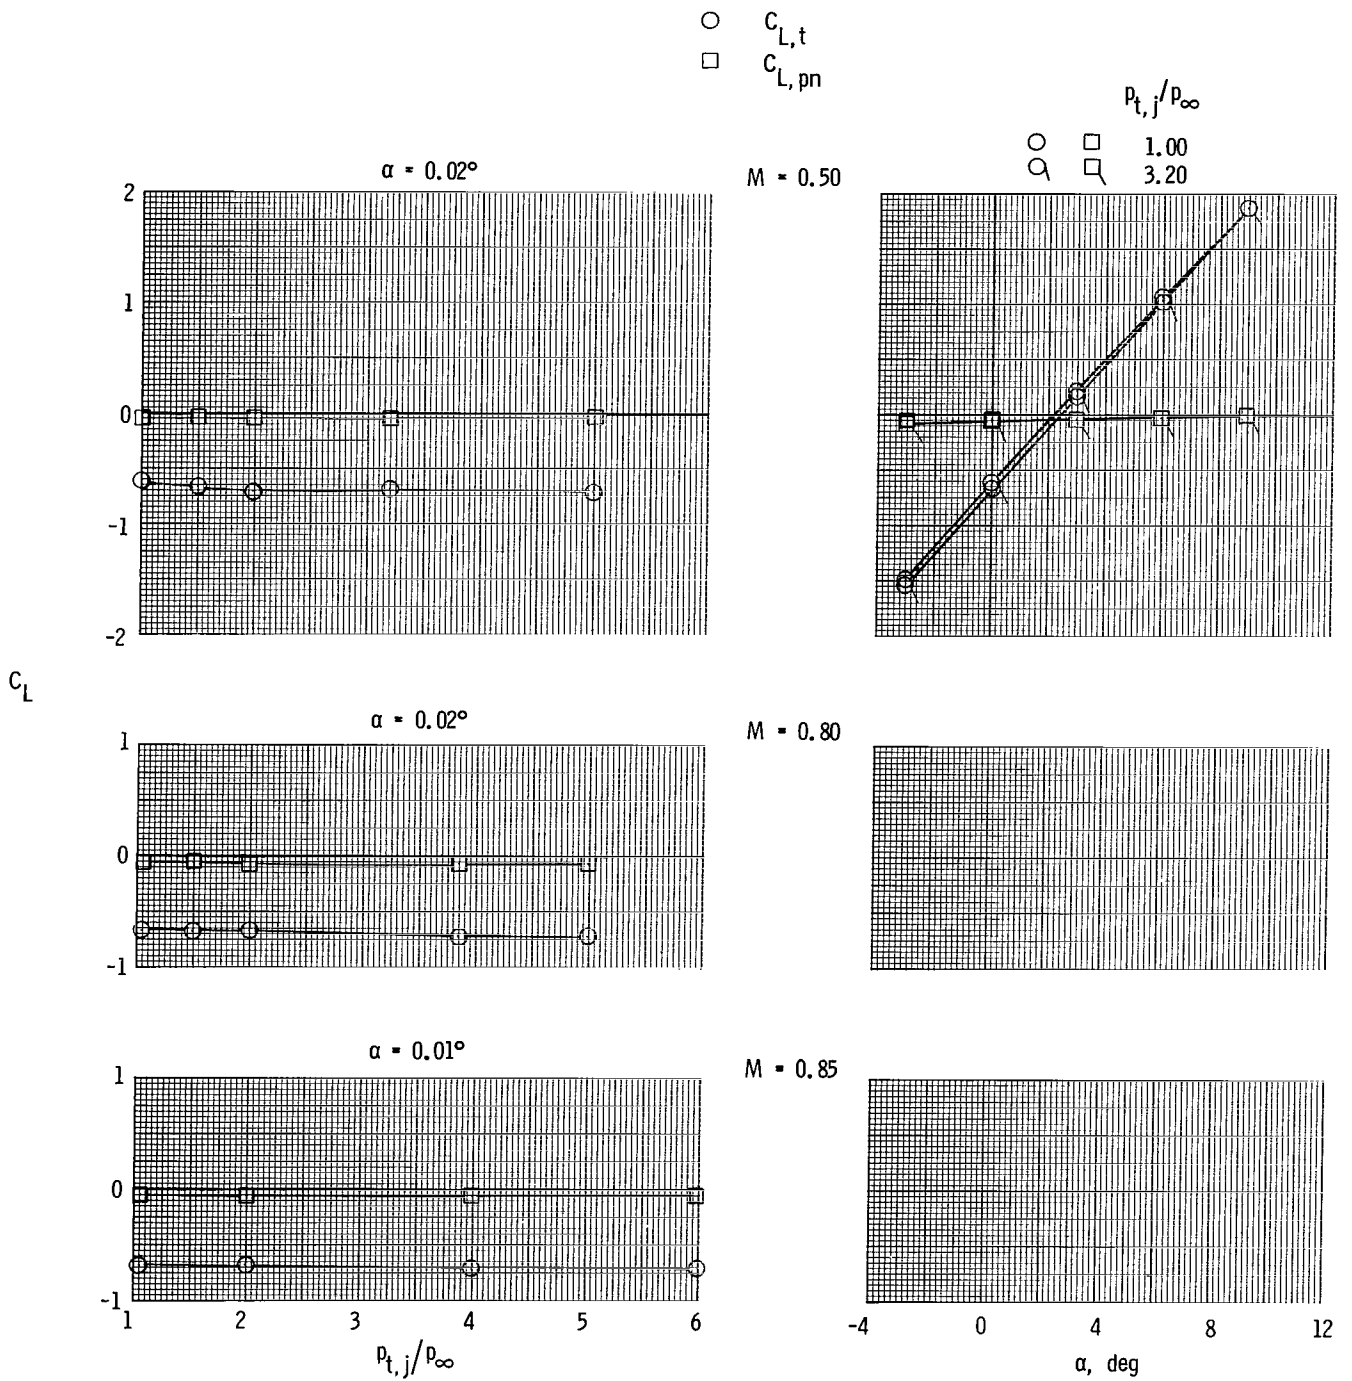 C_L,t
C_L,pn
p_t,j/p_∞
1.00
3.20
α = 0.02°
M = 0.50
2
1
0
-1
-2
C_L
α = 0.02°
M = 0.80
1
0
-1
α = 0.01°
M = 0.85
1
0
-1
1 2 3 4 5 6
-4 0 4 8 12
p_t,j/p_∞
α, deg